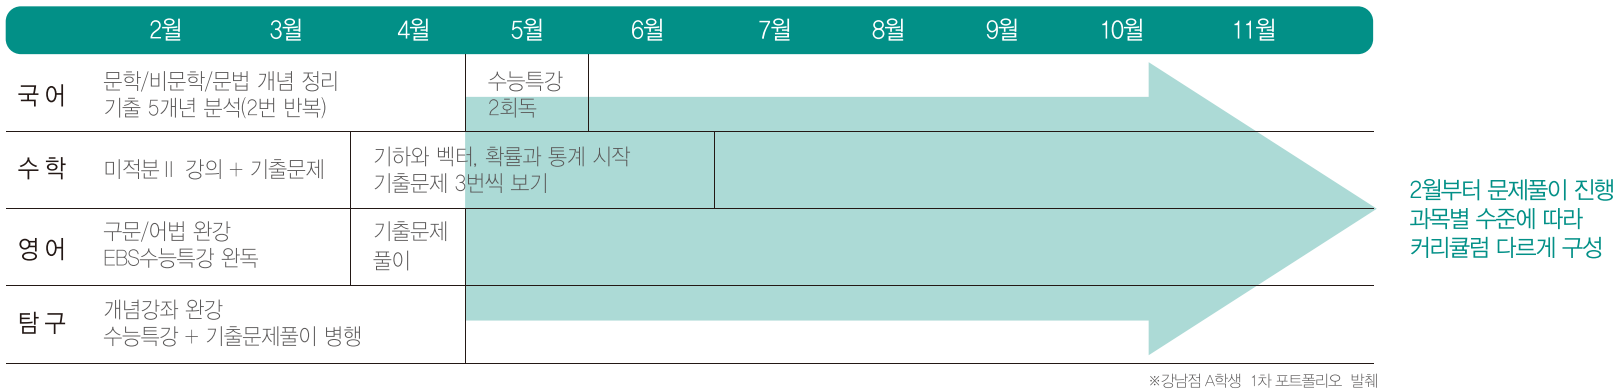 2월 3월 4월 5월 6월 7월 8월 9월 10월 11월
국어
문학/비문학/문법 개념 정리
기출 5개년 분석(2번 반복)
수능특강
2회독
수학
미적분Ⅱ 강의 + 기출문제
기하와 벡터, 확률과 통계 시작
기출문제 3번씩 보기
영어
구문/어법 완강
EBS수능특강 완독
기출문제
풀이
탐구
개념강좌 완강
수능특강 + 기출문제풀이 병행
2월부터 문제풀이 진행
과목별 수준에 따라
커리큘럼 다르게 구성
※강남점 A학생 1차 포트폴리오 발췌